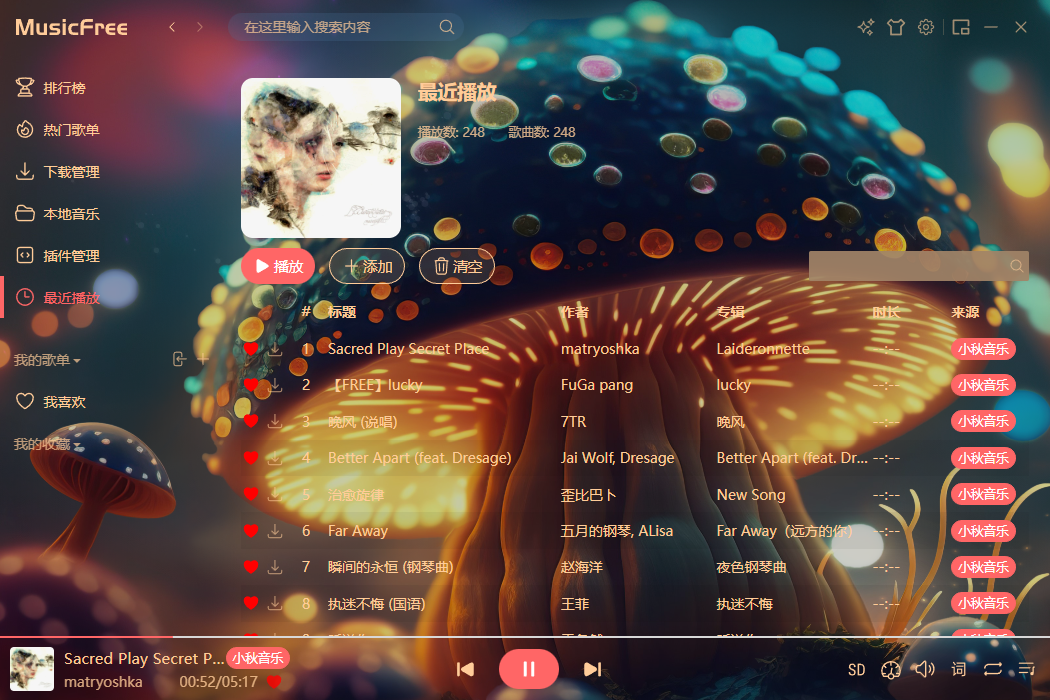 MusicFree
在这里输入搜索内容
排行榜
热门歌单
下载管理
本地音乐
插件管理
最近播放
我的歌单
我喜欢
我的收藏
最近播放
播放数: 248 歌曲数: 248
播放 添加 清空
# 标题 作者 专辑 时长 来源
1 Sacred Play Secret Place matryoshka Laideronnette --:-- 小秋音乐
2 【FREE】lucky FuGa pang lucky --:-- 小秋音乐
3 晚风 (说唱) 7TR 晚风 --:-- 小秋音乐
4 Better Apart (feat. Dresage) Jai Wolf, Dresage Better Apart (feat. Dr... --:-- 小秋音乐
5 治愈旋律 歪比巴卜 New Song --:-- 小秋音乐
6 Far Away 五月的钢琴, ALisa Far Away（远方的你） --:-- 小秋音乐
7 瞬间的永恒 (钢琴曲) 赵海洋 夜色钢琴曲 --:-- 小秋音乐
8 执迷不悔 (国语) 王菲 执迷不悔 --:-- 小秋音乐
Sacred Play Secret P... 小秋音乐
matryoshka 00:52/05:17
SD 词